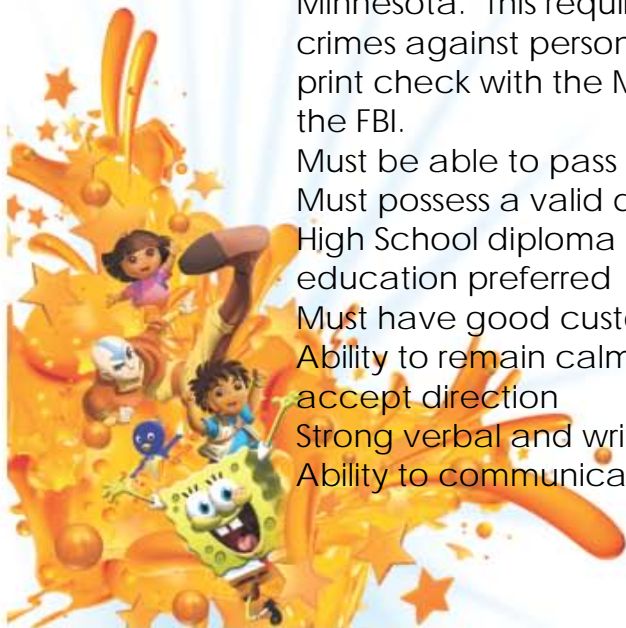 Minnesota. This requi
crimes against person
print check with the M
the FBI.
Must be able to pass
Must possess a valid d
High School diploma
education preferred
Must have good custo
Ability to remain calm
accept direction
Strong verbal and wri
Ability to communica